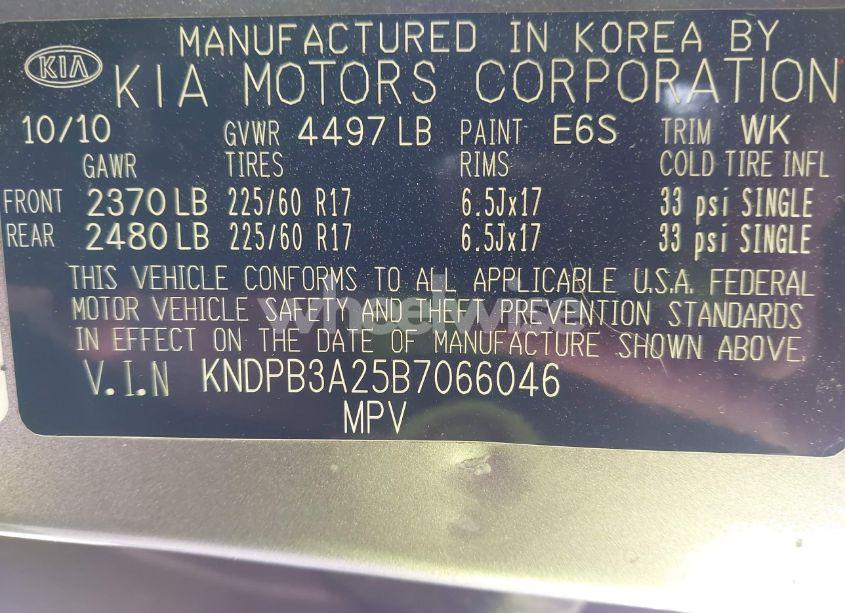 MANUFACTURED IN KOREA BY
KIA KIA MOTORS CORPORATION
10/10 GVWR 4497 LB PAINT E6S TRIM WK
GAWR TIRES RIMS COLD TIRE INFL
FRONT 2370 LB 225/60 R17 6.5Jx17 33 psi SINGLE
REAR 2480 LB 225/60 R17 6.5Jx17 33 psi SINGLE
THIS VEHICLE CONFORMS TO ALL APPLICABLE U.S.A. FEDERAL
MOTOR VEHICLE SAFETY AND THEFT PREVENTION STANDARDS
IN EFFECT ON THE DATE OF MANUFACTURE SHOWN ABOVE.
wheelwise
V.I.N KNDPB3A25B7066046
MPV